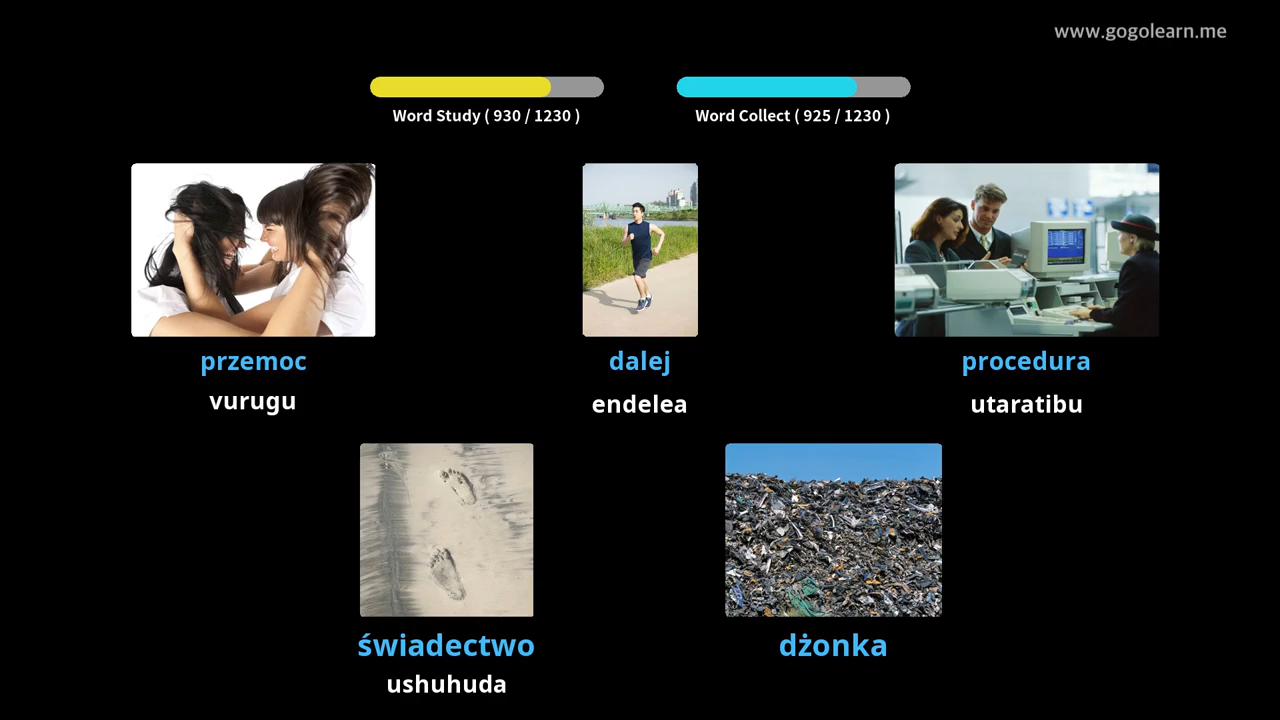 www.gogolearn.me
Word Study ( 930 / 1230 )
Word Collect ( 925 / 1230 )
przemoc
dalej
procedura
vurugu
endelea
utaratibu
świadectwo
dżonka
ushuhuda